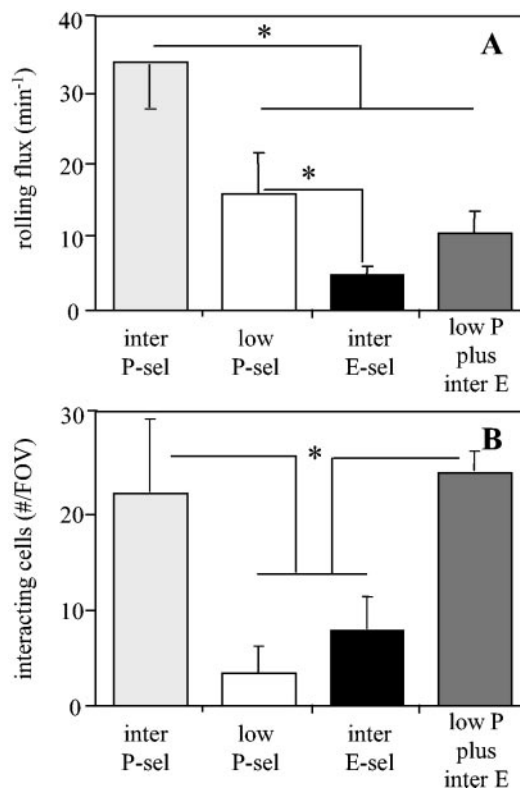 A
*
*
rolling flux (min⁻¹)
40
30
20
10
0
inter P-sel
low P-sel
inter E-sel
low P plus inter E
B
*
interacting cells (#/FOV)
30
20
10
0
inter P-sel
low P-sel
inter E-sel
low P plus inter E